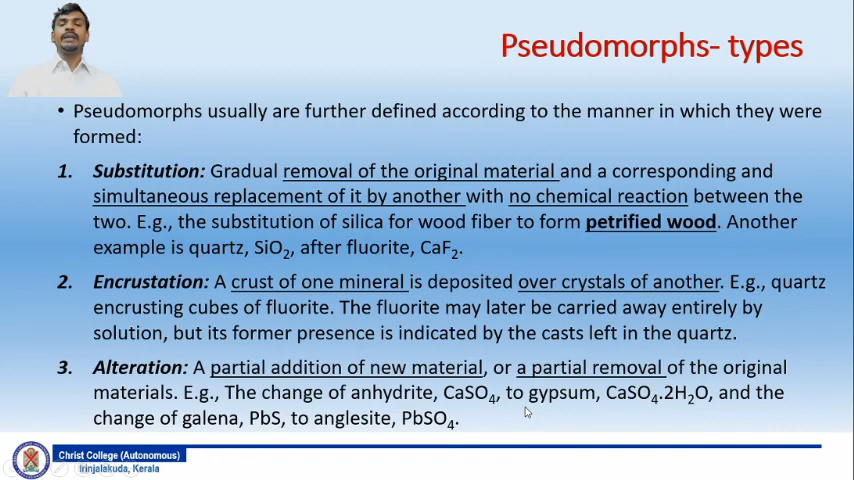 Pseudomorphs- types
• Pseudomorphs usually are further defined according to the manner in which they were
formed:
1. Substitution: Gradual removal of the original material and a corresponding and
simultaneous replacement of it by another with no chemical reaction between the
two. E.g., the substitution of silica for wood fiber to form petrified wood. Another
example is quartz, SiO₂, after fluorite, CaF₂.
2. Encrustation: A crust of one mineral is deposited over crystals of another. E.g., quartz
encrusting cubes of fluorite. The fluorite may later be carried away entirely by
solution, but its former presence is indicated by the casts left in the quartz.
3. Alteration: A partial addition of new material, or a partial removal of the original
materials. E.g., The change of anhydrite, CaSO₄, to gypsum, CaSO₄.2H₂O, and the
change of galena, PbS, to anglesite, PbSO₄.
Christ College (Autonomous)
Irinjalakuda, Kerala